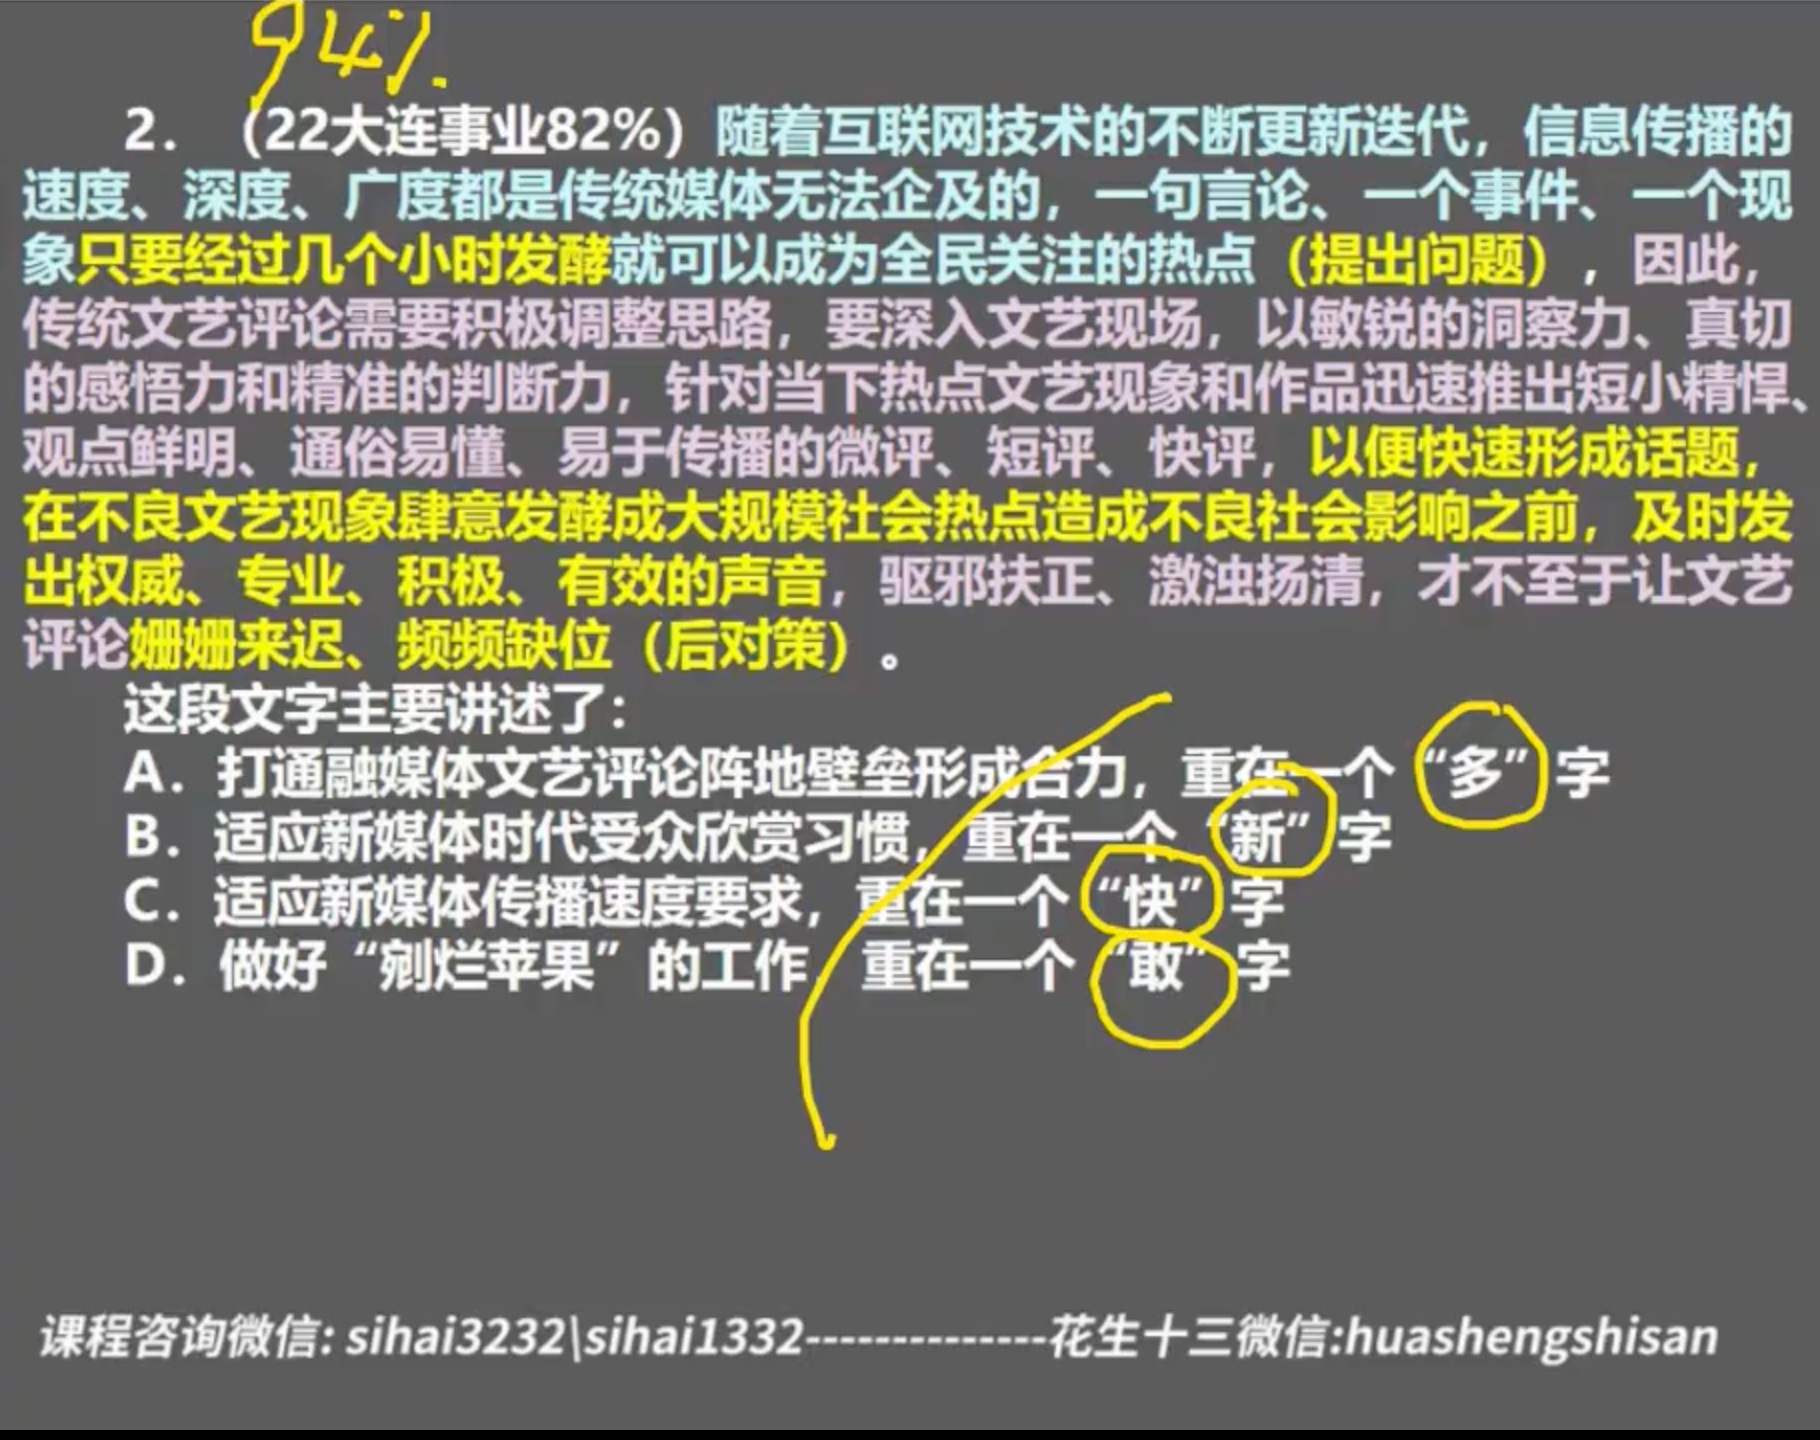 94%.
2. （22大连事业82%）随着互联网技术的不断更新迭代，信息传播的
速度、深度、广度都是传统媒体无法企及的，一句言论、一个事件、一个现
象只要经过几个小时发酵就可以成为全民关注的热点（提出问题），因此，
传统文艺评论需要积极调整思路，要深入文艺现场，以敏锐的洞察力、真切
的感悟力和精准的判断力，针对当下热点文艺现象和作品迅速推出短小精悍、
观点鲜明、通俗易懂、易于传播的微评、短评、快评，以便快速形成话题，
在不良文艺现象肆意发酵成大规模社会热点造成不良社会影响之前，及时发
出权威、专业、积极、有效的声音，驱邪扶正、激浊扬清，才不至于让文艺
评论姗姗来迟、频频缺位（后对策）。
这段文字主要讲述了：
A. 打通融媒体文艺评论阵地壁垒形成合力，重在一个“多”字
B. 适应新媒体时代受众欣赏习惯，重在一个“新”字
C. 适应新媒体传播速度要求，重在一个“快”字
D. 做好“剜烂苹果”的工作，重在一个“敢”字
课程咨询微信: sihai3232\sihai1332--------------花生十三微信:huashengshisan